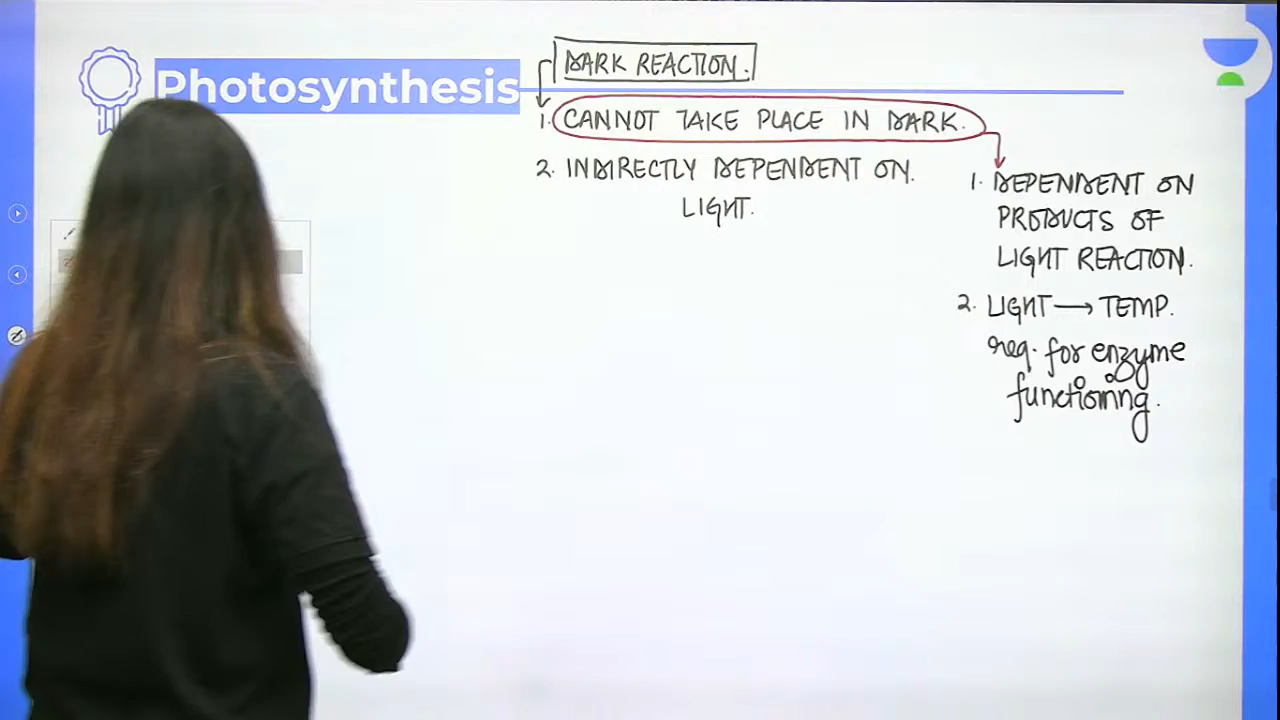 Photosynthesis
DARK REACTION.
1. CANNOT TAKE PLACE IN DARK.
2. INDIRECTLY DEPENDENT ON
LIGHT.
1. DEPENDENT ON
PRODUCTS OF
LIGHT REACTION.
2. LIGHT → TEMP.
req. for enzyme
functioning.